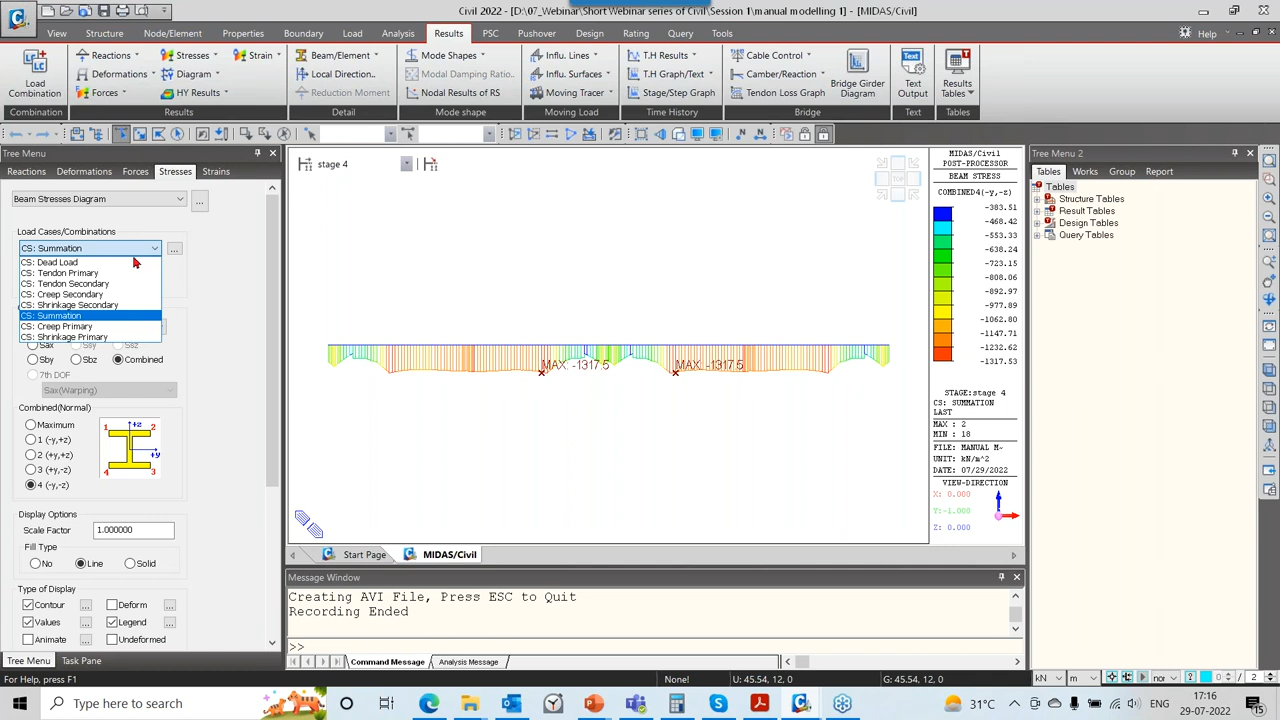 Civil 2022 - [D:\07_Webinar\Short Webinar series of Civil\Session 1\manual modelling 1] - [MIDAS/Civil]
View Structure Node/Element Properties Boundary Load Analysis Results PSC Pushover Design Rating Query Tools Help
Load Combination
Combination
Reactions
Deformations
Forces
Stresses
Diagram
HY Results
Strain
Results
Beam/Element
Local Direction..
Reduction Moment
Detail
Mode Shapes
Modal Damping Ratio..
Nodal Results of RS
Mode shape
Influ. Lines
Influ. Surfaces
Moving Tracer
Moving Load
T.H Results
T.H Graph/Text
Stage/Step Graph
Time History
Cable Control
Camber/Reaction
Tendon Loss Graph
Bridge Girder Diagram
Bridge
Text Output
Text
Results Tables
Tables
Tree Menu
Reactions Deformations Forces Stresses Strains
Beam Stresses Diagram
...
Load Cases/Combinations
CS: Summation
...
CS: Dead Load
CS: Tendon Primary
CS: Tendon Secondary
CS: Creep Secondary
CS: Shrinkage Secondary
CS: Summation
CS: Creep Primary
CS: Shrinkage Primary
Sax Ssy Ssz
Sby Sbz Combined
7th DOF
Sax(Warping)
Combined(Normal)
Maximum
1 (-y,+z)
2 (+y,+z)
3 (+y,-z)
4 (-y,-z)
1 +z 2
+y
4 3
Display Options
Scale Factor 1.000000
Fill Type
No Line Solid
Type of Display
Contour ... Deform ...
Values ... Legend ...
Animate ... Undeformed
Tree Menu Task Pane
stage 4
TOP
MAX: -1317.5 MAX: -1317.5
MIDAS/Civil
POST-PROCESSOR
BEAM STRESS
COMBINED4(-y,-z)
-383.51
-468.42
-553.33
-638.24
-723.15
-808.06
-892.97
-977.89
-1062.80
-1147.71
-1232.62
-1317.53
STAGE:stage 4
CS: SUMMATION
LAST
MAX : 2
MIN : 18
FILE: MANUAL M~
UNIT: kN/m^2
DATE: 07/29/2022
VIEW-DIRECTION
X: 0.000
Y:-1.000
Z: 0.000
Start Page MIDAS/Civil
Message Window
Creating AVI File, Press ESC to Quit
Recording Ended
>>
Command Message Analysis Message
Tree Menu 2
Tables Works Group Report
Tables
Structure Tables
Result Tables
Design Tables
Query Tables
For Help, press F1
None! U: 45.54, 12, 0 G: 45.54, 12, 0
kN m nor 0 / 2
Type here to search
31°C
17:16
29-07-2022
15